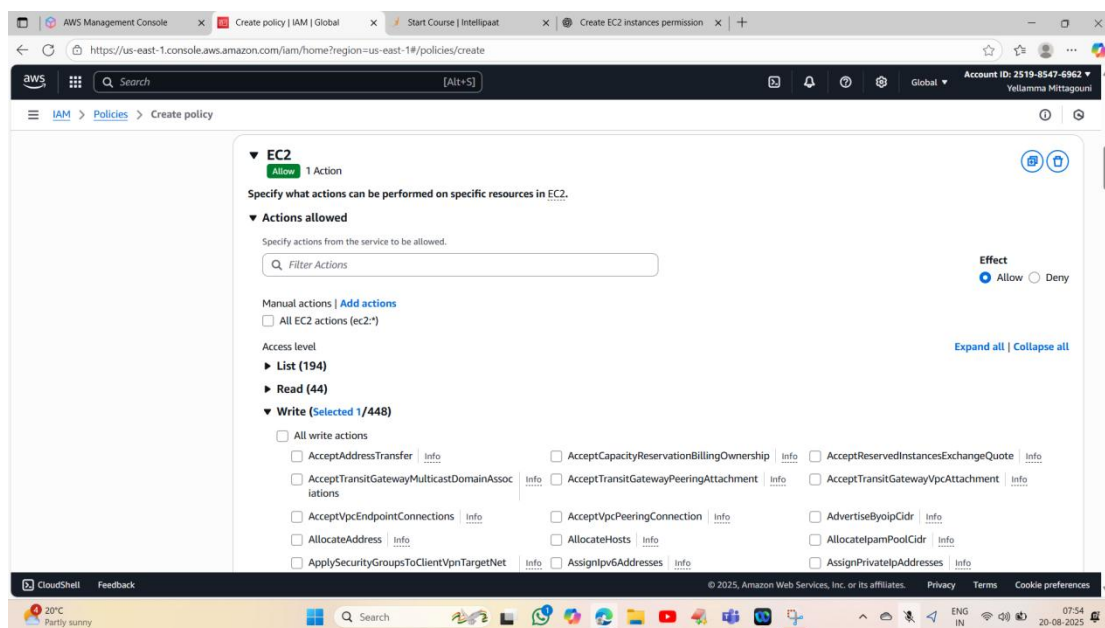 AWS Management Console
Create policy | IAM | Global
Start Course | Intellipaat
Create EC2 instances permission
https://us-east-1.console.aws.amazon.com/iam/home?region=us-east-1#/policies/create
aws
Search
[Alt+S]
Global
Account ID: 2519-8547-6962
Yellamma Mittagouni
IAM > Policies > Create policy
EC2
Allow 1 Action
Specify what actions can be performed on specific resources in EC2.
Actions allowed
Specify actions from the service to be allowed.
Filter Actions
Effect
Allow Deny
Manual actions | Add actions
All EC2 actions (ec2:*)
Access level
Expand all | Collapse all
List (194)
Read (44)
Write (Selected 1/448)
All write actions
AcceptAddressTransfer Info AcceptCapacityReservationBillingOwnership Info AcceptReservedInstancesExchangeQuote Info
AcceptTransitGatewayMulticastDomainAssoc Info AcceptTransitGatewayPeeringAttachment Info AcceptTransitGatewayVpcAttachment Info
iations
AcceptVpcEndpointConnections Info AcceptVpcPeeringConnection Info AdvertiseByoipCidr Info
AllocateAddress Info AllocateHosts Info AllocateIpamPoolCidr Info
ApplySecurityGroupsToClientVpnTargetNet Info AssignIpv6Addresses Info AssignPrivateIpAddresses Info
CloudShell Feedback
© 2025, Amazon Web Services, Inc. or its affiliates. Privacy Terms Cookie preferences
20°C
Partly sunny
Search
ENG
IN
07:54
20-08-2025